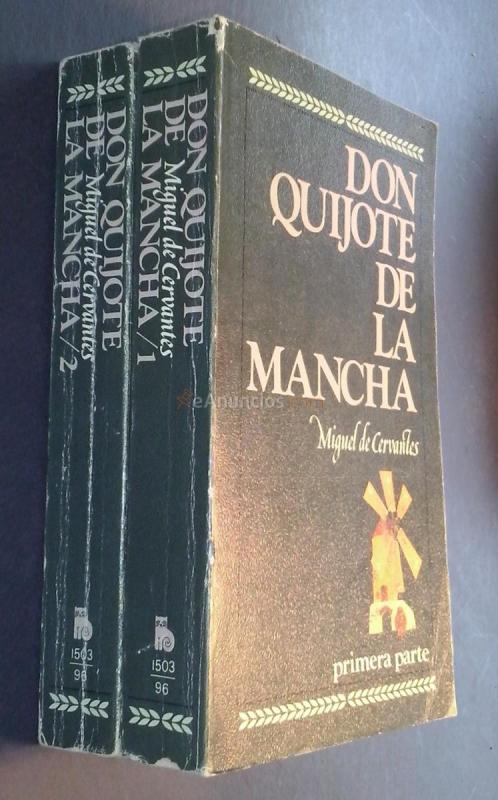 DON QUIJOTE
DE Miguel de Cervantes
LA MANCHA / 2
1503
96
DON QUIJOTE
DE Miguel de Cervantes
LA MANCHA / 1
1503
96
DON
QUIJOTE
DE
LA
MANCHA
Miguel de Cervantes
primera parte
eAnuncios